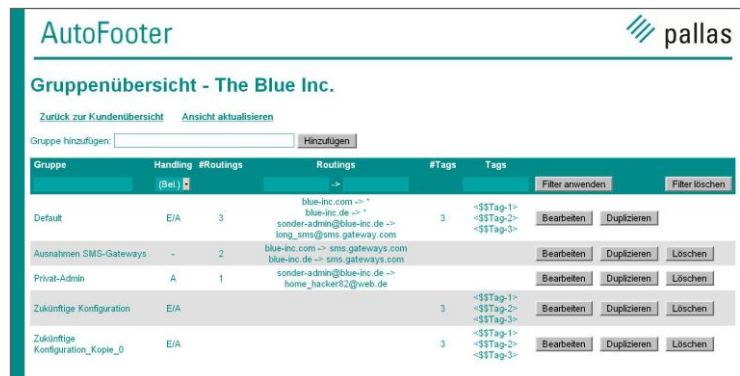 AutoFooter
pallas
Gruppenübersicht - The Blue Inc.
Zurück zur Kundenübersicht Ansicht aktualisieren
Gruppe hinzufügen: Hinzufügen
Gruppe Handling #Routings Routings #Tags Tags
(Bel.) -> Filter anwenden Filter löschen
blue-inc.com -> * <$$Tag-1>
blue-inc.de -> *
Default E/A 3 3 <$$Tag-2> Bearbeiten Duplizieren
sonder-admin@blue-inc.de -> <$$Tag-3>
long_sms@sms.gateway.com
blue-inc.com -> sms.gateways.com
Ausnahmen SMS-Gateways - 2 Bearbeiten Duplizieren Löschen
blue-inc.de -> sms.gateways.com
sonder-admin@blue-inc.de ->
Privat-Admin A 1 Bearbeiten Duplizieren Löschen
home_hacker82@web.de
<$$Tag-1>
Zukünftige Konfiguration E/A 3 <$$Tag-2> Bearbeiten Duplizieren Löschen
<$$Tag-3>
Zukünftige <$$Tag-1>
E/A 3 <$$Tag-2> Bearbeiten Duplizieren Löschen
Konfiguration_Kopie_0 <$$Tag-3>